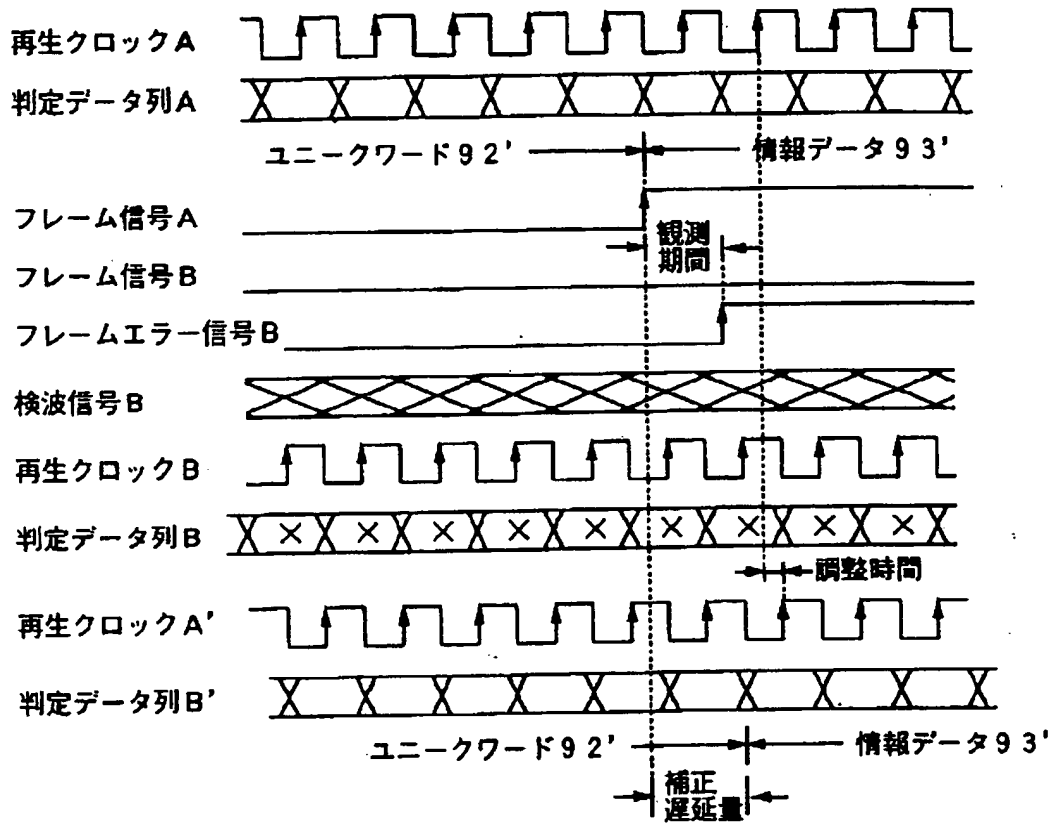 再生クロックA
判定データ列A
ユニークワード92' 情報データ93'
フレーム信号A
観測
期間
フレーム信号B
フレームエラー信号B
検波信号B
再生クロックB
判定データ列B
調整時間
再生クロックA'
判定データ列B'
ユニークワード92' 情報データ93'
補正
遅延量